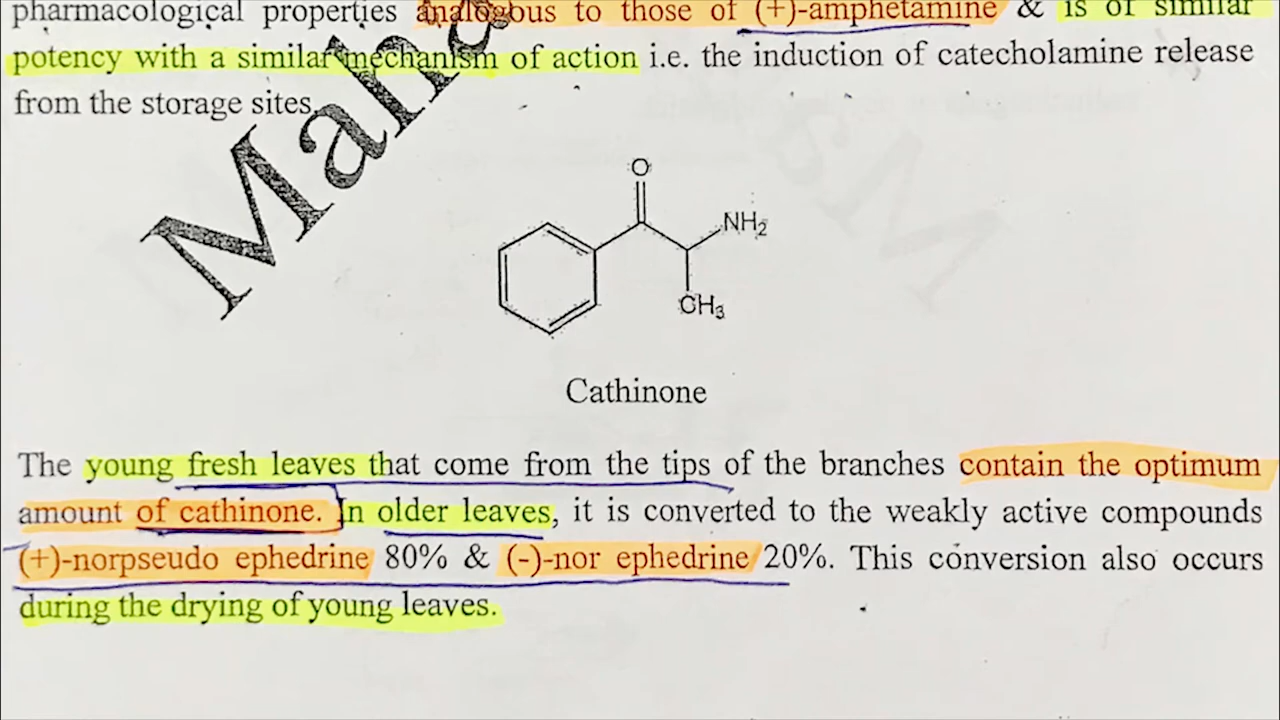 pharmacological properties analogous to those of (+)-amphetamine & is of similar
potency with a similar mechanism of action i.e. the induction of catecholamine release
from the storage sites.
O
NH2
CH3
Cathinone
The young fresh leaves that come from the tips of the branches contain the optimum
amount of cathinone. In older leaves, it is converted to the weakly active compounds
(+)-norpseudo ephedrine 80% & (-)-nor ephedrine 20%. This conversion also occurs
during the drying of young leaves.